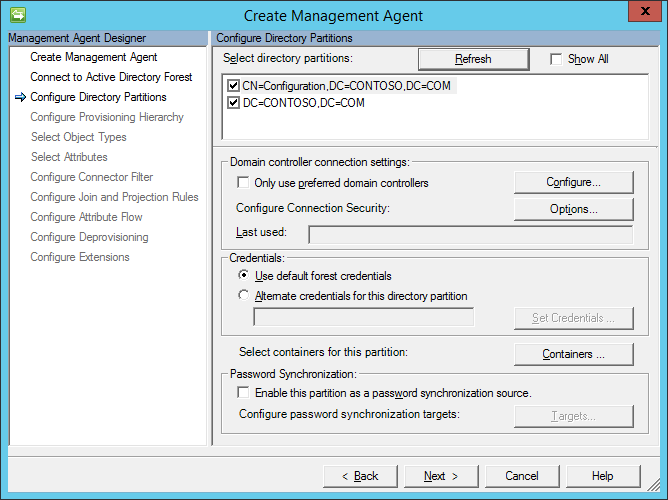 Create Management Agent
x
Management Agent Designer
Create Management Agent
Connect to Active Directory Forest
Configure Directory Partitions
Configure Provisioning Hierarchy
Select Object Types
Select Attributes
Configure Connector Filter
Configure Join and Projection Rules
Configure Attribute Flow
Configure Deprovisioning
Configure Extensions
Configure Directory Partitions
Select directory partitions:
Refresh
Show All
CN=Configuration,DC=CONTOSO,DC=COM
DC=CONTOSO,DC=COM
Domain controller connection settings:
Only use preferred domain controllers
Configure...
Configure Connection Security:
Options...
Last used:
Credentials:
Use default forest credentials
Alternate credentials for this directory partition
Set Credentials ...
Select containers for this partition:
Containers ...
Password Synchronization:
Enable this partition as a password synchronization source.
Configure password synchronization targets:
Targets...
< Back
Next >
Cancel
Help